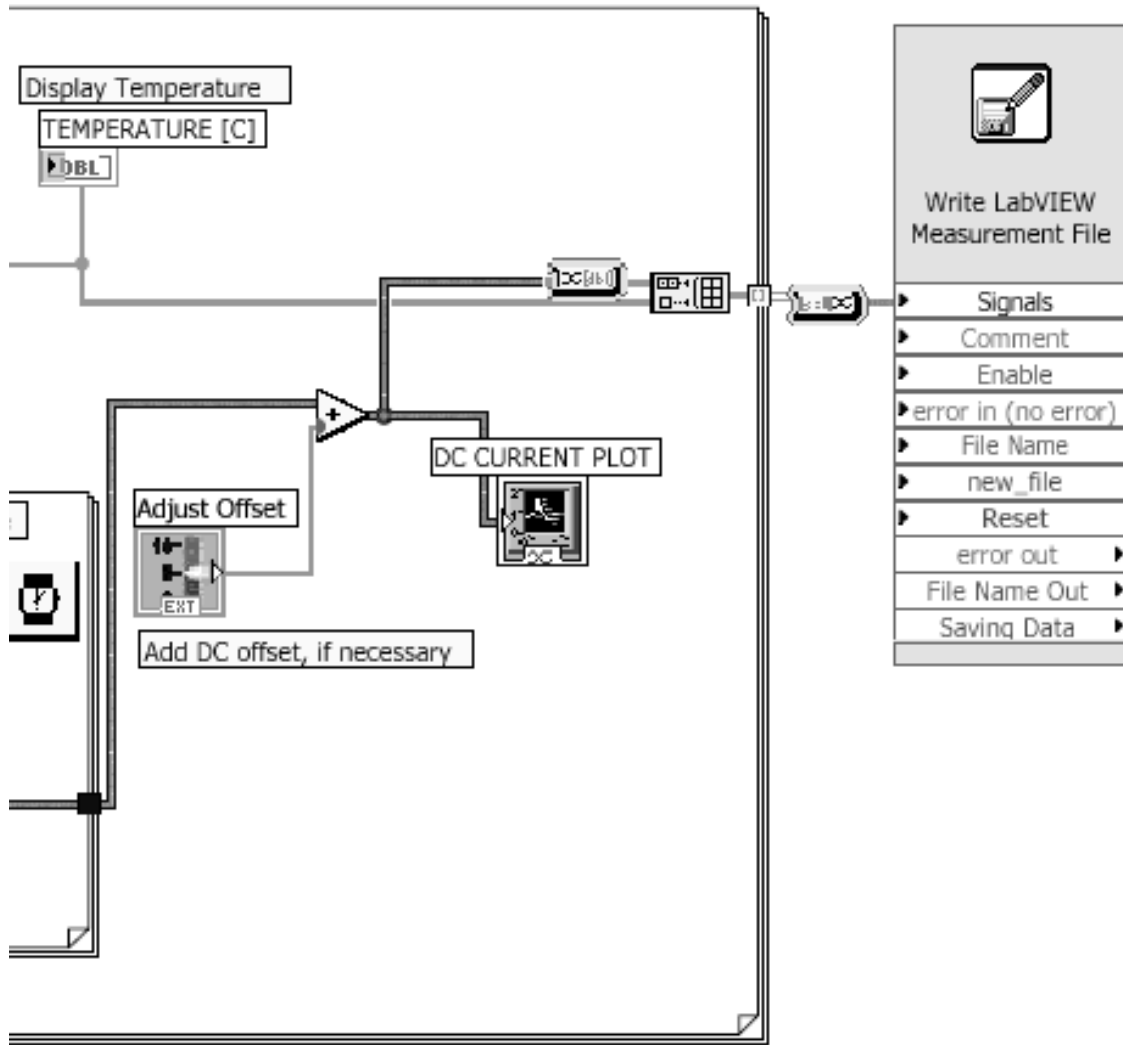 Display Temperature
TEMPERATURE [C]
DBL
Write LabVIEW
Measurement File
Signals
Comment
Enable
error in (no error)
File Name
new_file
Reset
error out
File Name Out
Saving Data
DC CURRENT PLOT
Adjust Offset
EXT
Add DC offset, if necessary